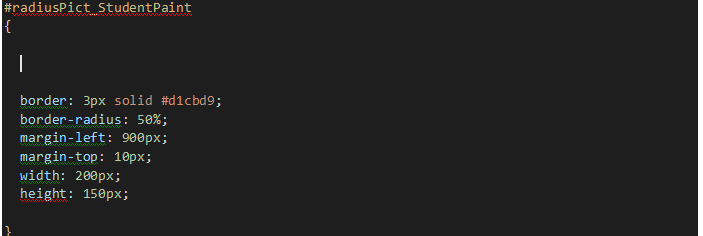 #radiusPict_StudentPaint
{
border: 3px solid #d1cbd9;
border-radius: 50%;
margin-left: 900px;
margin-top: 10px;
width: 200px;
height: 150px;
}